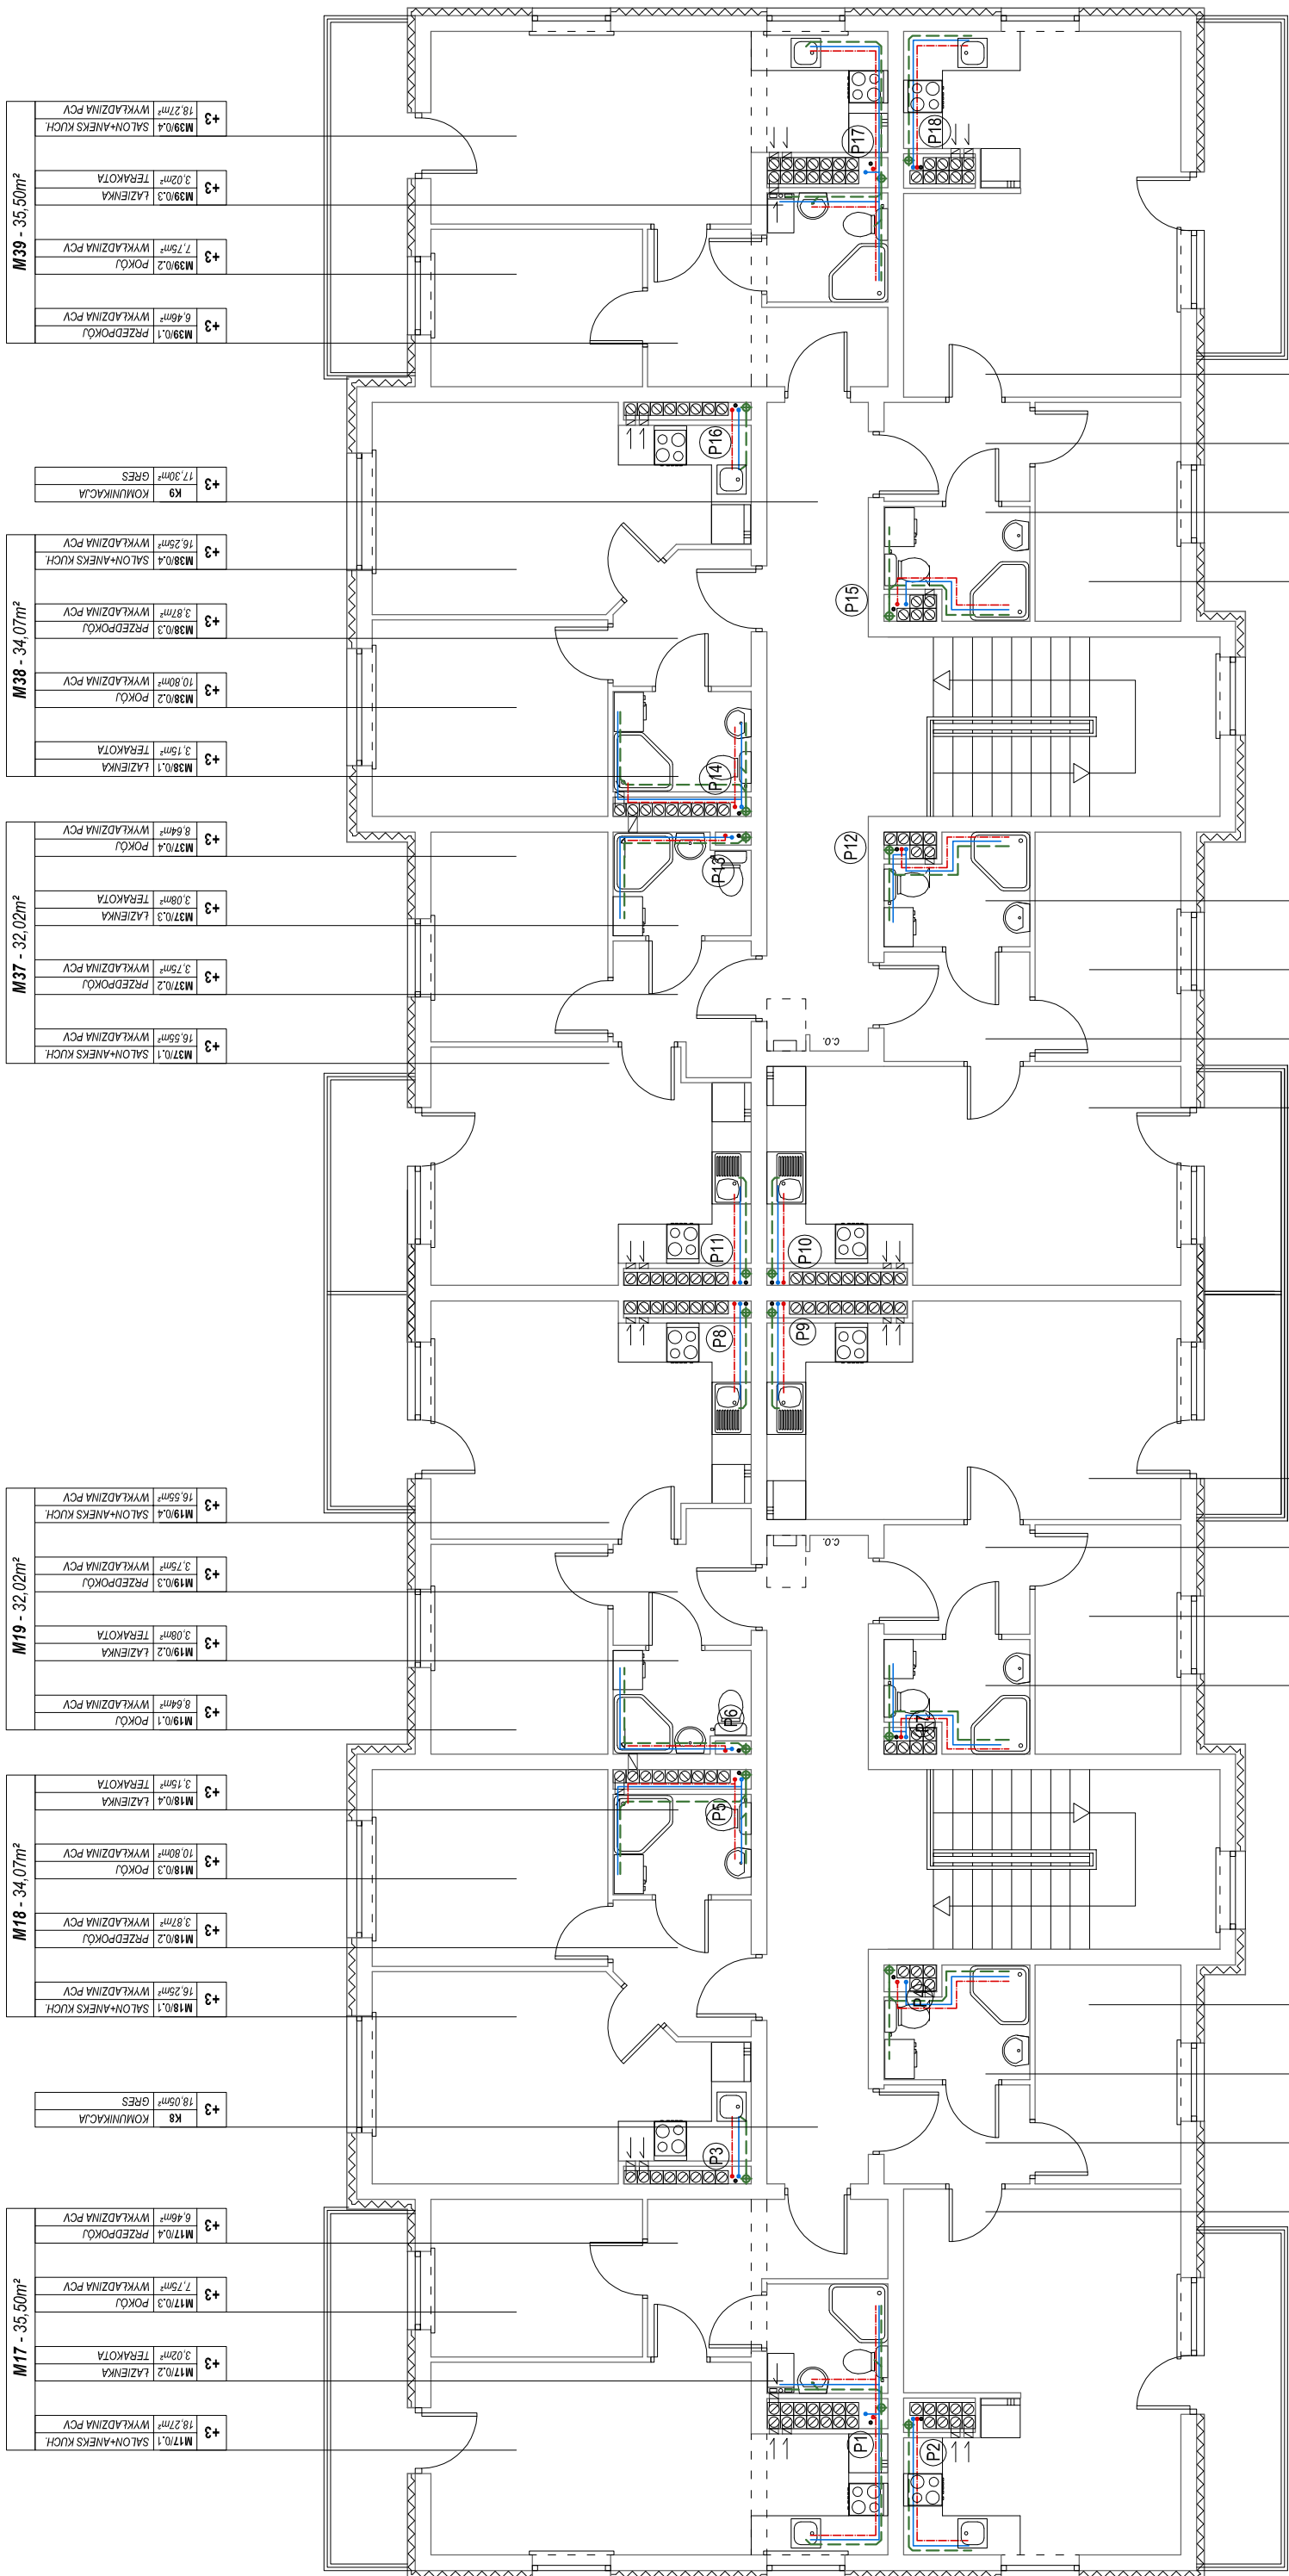 M39 - 35,50m²
M39/0.4 SALON+ANEKS KUCH.
18,27m² WYKŁADZINA PCV
+3
M39/0.3 ŁAZIENKA
3,02m² TERAKOTA
+3
M39/0.2 POKÓJ
7,75m² WYKŁADZINA PCV
+3
M39/0.1 PRZEDPOKÓJ
6,46m² WYKŁADZINA PCV
+3
K9 KOMUNIKACJA
17,30m² GRES
+3
M38 - 34,07m²
M38/0.4 SALON+ANEKS KUCH.
16,25m² WYKŁADZINA PCV
+3
M38/0.3 PRZEDPOKÓJ
3,87m² WYKŁADZINA PCV
+3
M38/0.2 POKÓJ
10,80m² WYKŁADZINA PCV
+3
M38/0.1 ŁAZIENKA
3,15m² TERAKOTA
+3
M37 - 32,02m²
M37/0.4 POKÓJ
8,64m² WYKŁADZINA PCV
+3
M37/0.3 ŁAZIENKA
3,08m² TERAKOTA
+3
M37/0.2 PRZEDPOKÓJ
3,75m² WYKŁADZINA PCV
+3
M37/0.1 SALON+ANEKS KUCH.
16,55m² WYKŁADZINA PCV
+3
M19 - 32,02m²
M19/0.4 SALON+ANEKS KUCH.
16,55m² WYKŁADZINA PCV
+3
M19/0.3 PRZEDPOKÓJ
3,75m² WYKŁADZINA PCV
+3
M19/0.2 ŁAZIENKA
3,08m² TERAKOTA
+3
M19/0.1 POKÓJ
8,64m² WYKŁADZINA PCV
+3
M18 - 34,07m²
M18/0.4 ŁAZIENKA
3,15m² TERAKOTA
+3
M18/0.3 POKÓJ
10,80m² WYKŁADZINA PCV
+3
M18/0.2 PRZEDPOKÓJ
3,87m² WYKŁADZINA PCV
+3
M18/0.1 SALON+ANEKS KUCH.
16,25m² WYKŁADZINA PCV
+3
K8 KOMUNIKACJA
18,05m² GRES
+3
M17 - 35,50m²
M17/0.4 PRZEDPOKÓJ
6,46m² WYKŁADZINA PCV
+3
M17/0.3 POKÓJ
7,75m² WYKŁADZINA PCV
+3
M17/0.2 ŁAZIENKA
3,02m² TERAKOTA
+3
M17/0.1 SALON+ANEKS KUCH.
18,27m² WYKŁADZINA PCV
+3
P17
P18
P16
P15
P14
P13
P12
c.o.
P11
P10
P8
P9
c.o.
P6
P7
P5
P4
P3
P1
P2